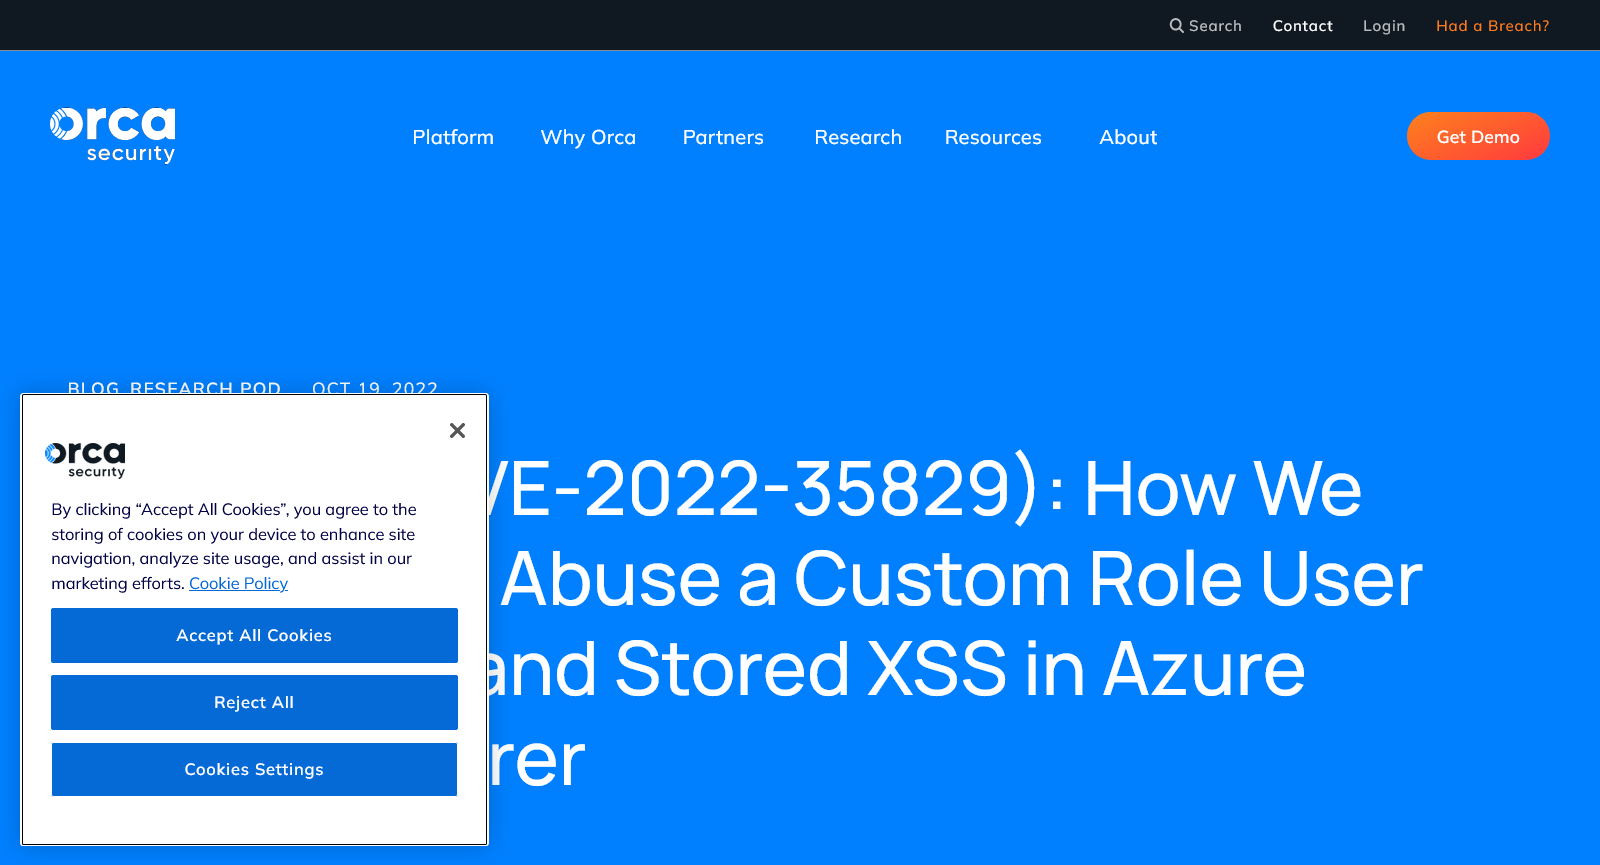 Search Contact Login Had a Breach?
orca
security
Platform Why Orca Partners Research Resources About
Get Demo
BLOG, RESEARCH POD OCT 19, 2022
VE-2022-35829): How We
Abuse a Custom Role User
and Stored XSS in Azure
rer
orca
security
By clicking “Accept All Cookies”, you agree to the
storing of cookies on your device to enhance site
navigation, analyze site usage, and assist in our
marketing efforts. Cookie Policy
Accept All Cookies
Reject All
Cookies Settings